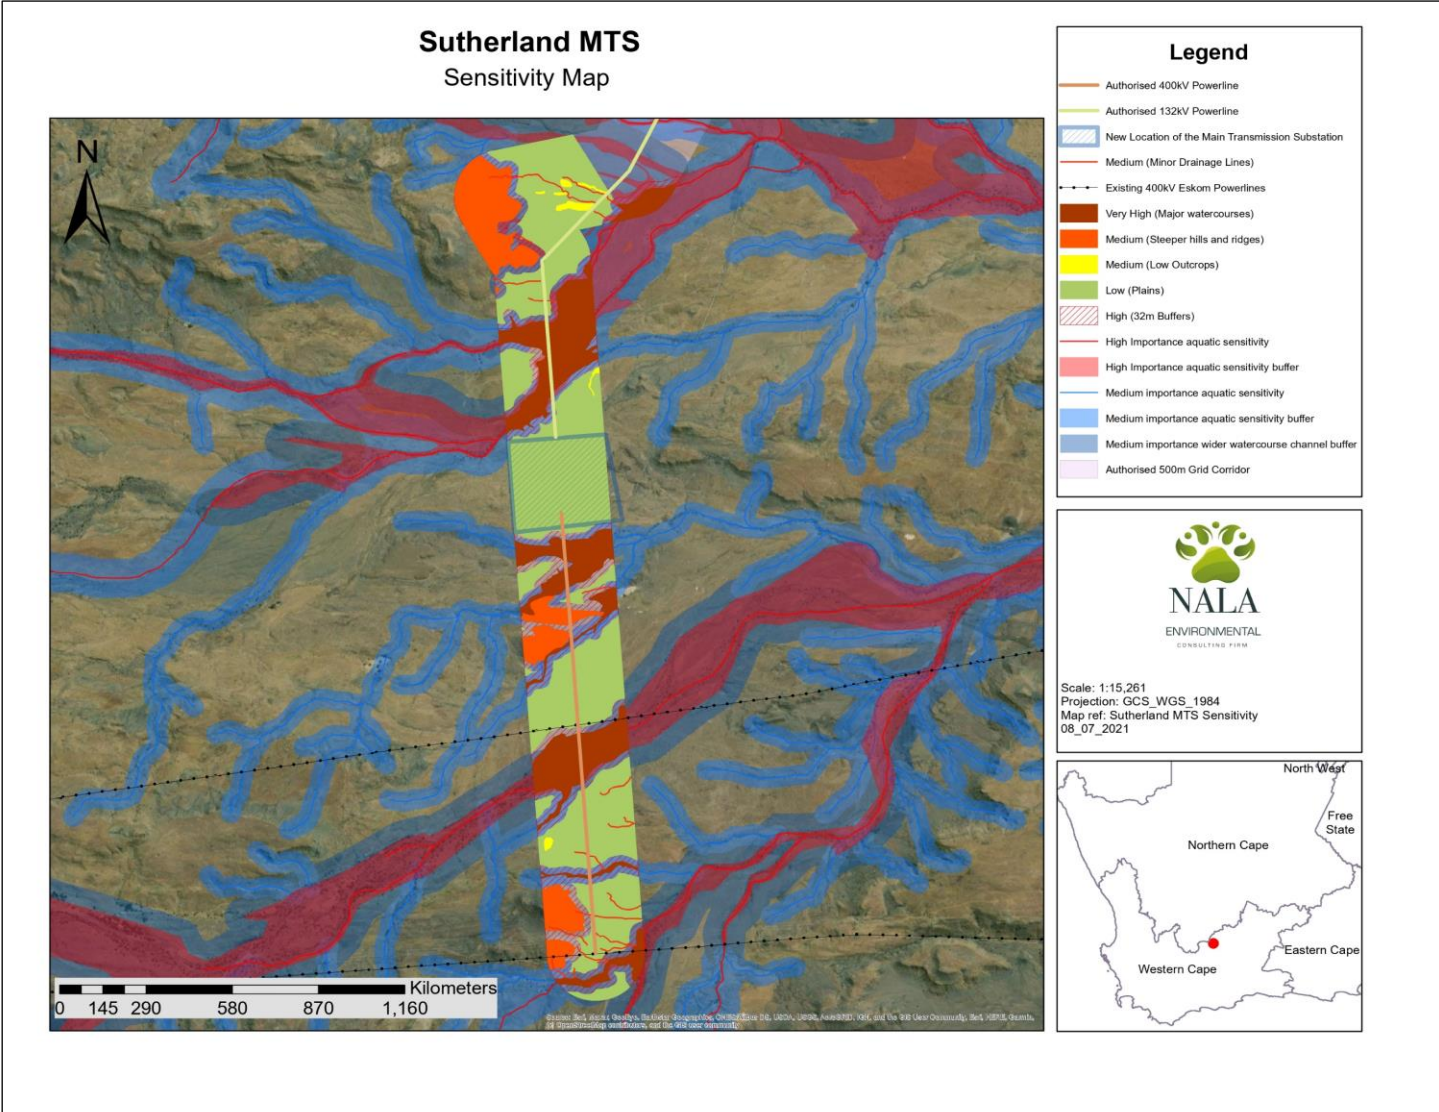 Sutherland MTS
Sensitivity Map
N
Kilometers
0 145 290 580 870 1,160
Legend
Authorised 400kV Powerline
Authorised 132kV Powerline
New Location of the Main Transmission Substation
Medium (Minor Drainage Lines)
Existing 400kV Eskom Powerlines
Very High (Major watercourses)
Medium (Steeper hills and ridges)
Medium (Low Outcrops)
Low (Plains)
High (32m Buffers)
High Importance aquatic sensitivity
High Importance aquatic sensitivity buffer
Medium importance aquatic sensitivity
Medium importance aquatic sensitivity buffer
Medium importance wider watercourse channel buffer
Authorised 500m Grid Corridor
NALA
ENVIRONMENTAL
CONSULTING FIRM
Scale: 1:15,261
Projection: GCS_WGS_1984
Map ref: Sutherland MTS Sensitivity
08_07_2021
North West
Free
State
Northern Cape
Eastern Cape
Western Cape